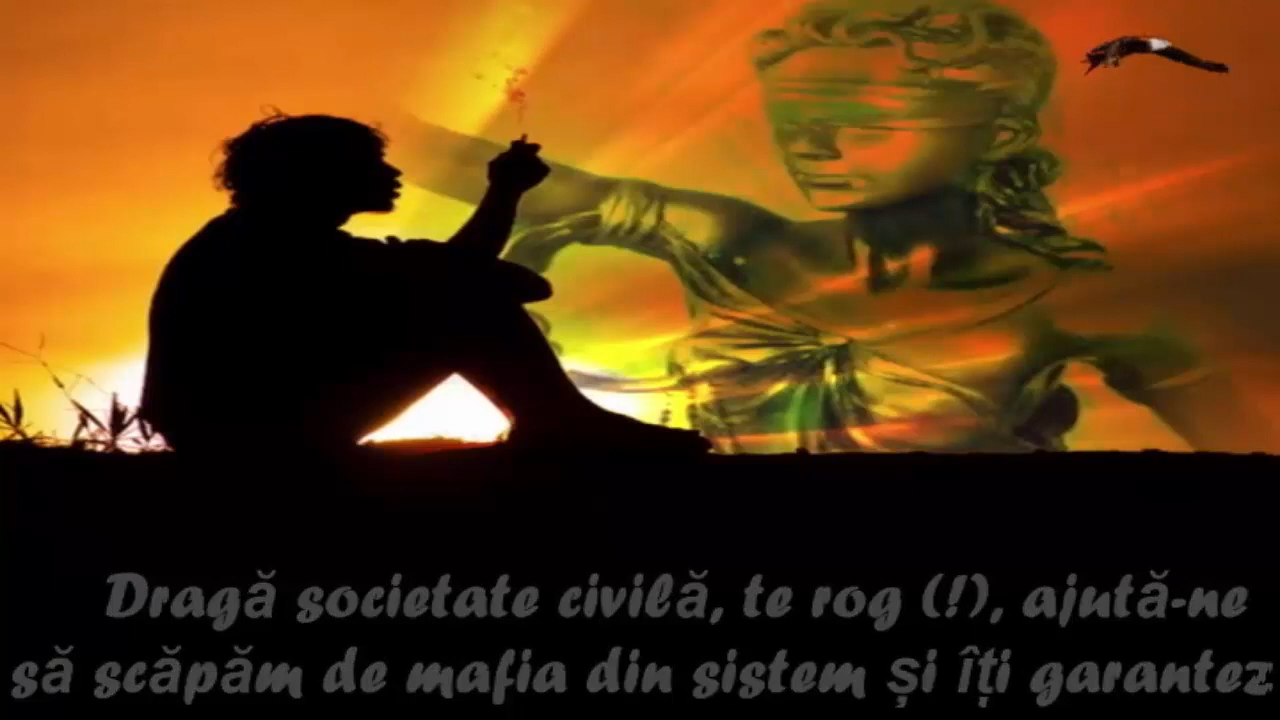 Dragă societate civilă, te rog (!), ajută-ne
să scăpăm de mafia din sistem și îți garantez